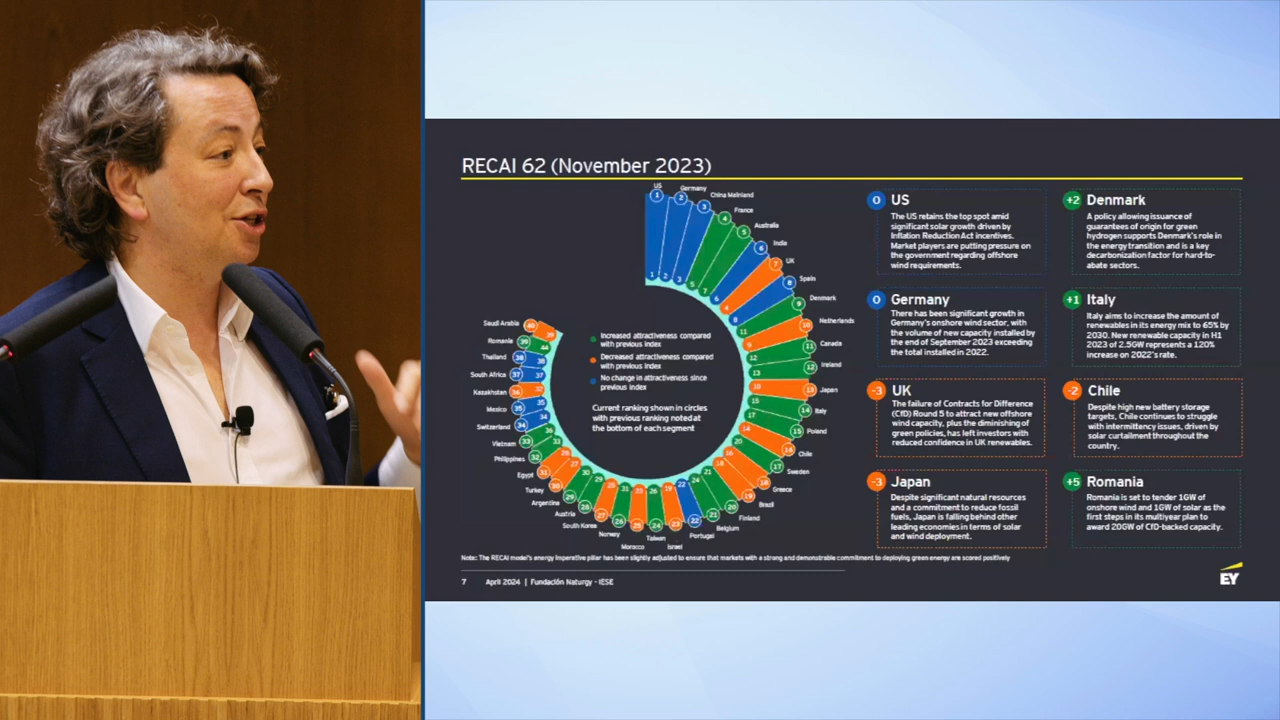 RECAI 62 (November 2023)
US
Germany
China Mainland
France
Australia
India
UK
Spain
Denmark
Netherlands
Canada
Ireland
Japan
Italy
Poland
Chile
Sweden
Greece
Brazil
Finland
Belgium
Portugal
Israel
Taiwan
Morocco
Norway
South Korea
Austria
Argentina
Turkey
Egypt
Philippines
Vietnam
Switzerland
Mexico
Kazakhstan
South Africa
Thailand
Romania
Saudi Arabia
Increased attractiveness compared
with previous index
Decreased attractiveness compared
with previous index
No change in attractiveness since
previous index
Current ranking shown in circles
with previous ranking noted at
the bottom of each segment
0 US
The US retains the top spot amid
significant solar growth driven by
Inflation Reduction Act incentives.
Market players are putting pressure on
the government regarding offshore
wind requirements.
+2 Denmark
A policy allowing issuance of
guarantees of origin for green
hydrogen supports Denmark's role in
the energy transition and is a key
decarbonization factor for hard-to-
abate sectors.
0 Germany
There has been significant growth in
Germany's onshore wind sector, with
the volume of new capacity installed by
the end of September 2023 exceeding
the total installed in 2022.
+1 Italy
Italy aims to increase the amount of
renewables in its energy mix to 65% by
2030. New renewable capacity in H1
2023 of 2.5GW represents a 120%
increase on 2022's rate.
-3 UK
The failure of Contracts for Difference
(CfD) Round 5 to attract new offshore
wind capacity, plus the diminishing of
green policies, has left investors with
reduced confidence in UK renewables.
-2 Chile
Despite high new battery storage
targets, Chile continues to struggle
with intermittency issues, driven by
solar curtailment throughout the
country.
-3 Japan
Despite significant natural resources
and a commitment to reduce fossil
fuels, Japan is falling behind other
leading economies in terms of solar
and wind deployment.
+5 Romania
Romania is set to tender 1GW of
onshore wind and 1GW of solar as the
first steps in its multiyear plan to
award 20GW of CfD-backed capacity.
Note: The RECAI model's energy imperative pillar has been slightly adjusted to ensure that markets with a strong and demonstrable commitment to deploying green energy are scored positively
7 April 2024 | Fundación Naturgy - IESE
EY